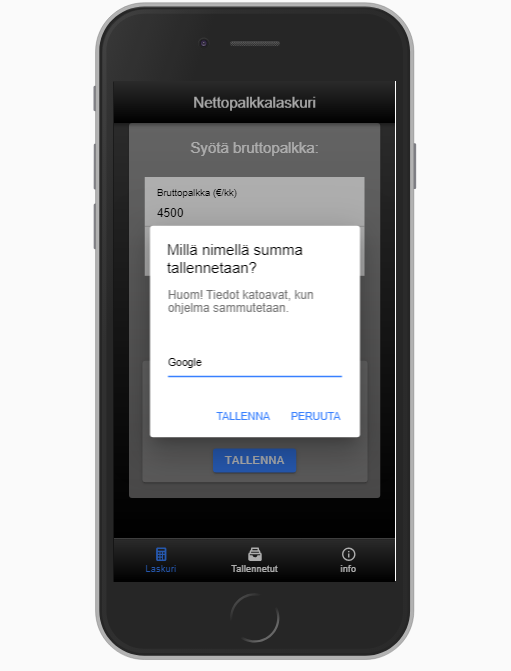 Nettopalkkalaskuri
Syötä bruttopalkka:
Bruttopalkka (€/kk)
4500
Millä nimellä summa
tallennetaan?
Huom! Tiedot katoavat, kun
ohjelma sammutetaan.
Google
TALLENNA PERUUTA
TALLENNA
Laskuri Tallennetut info